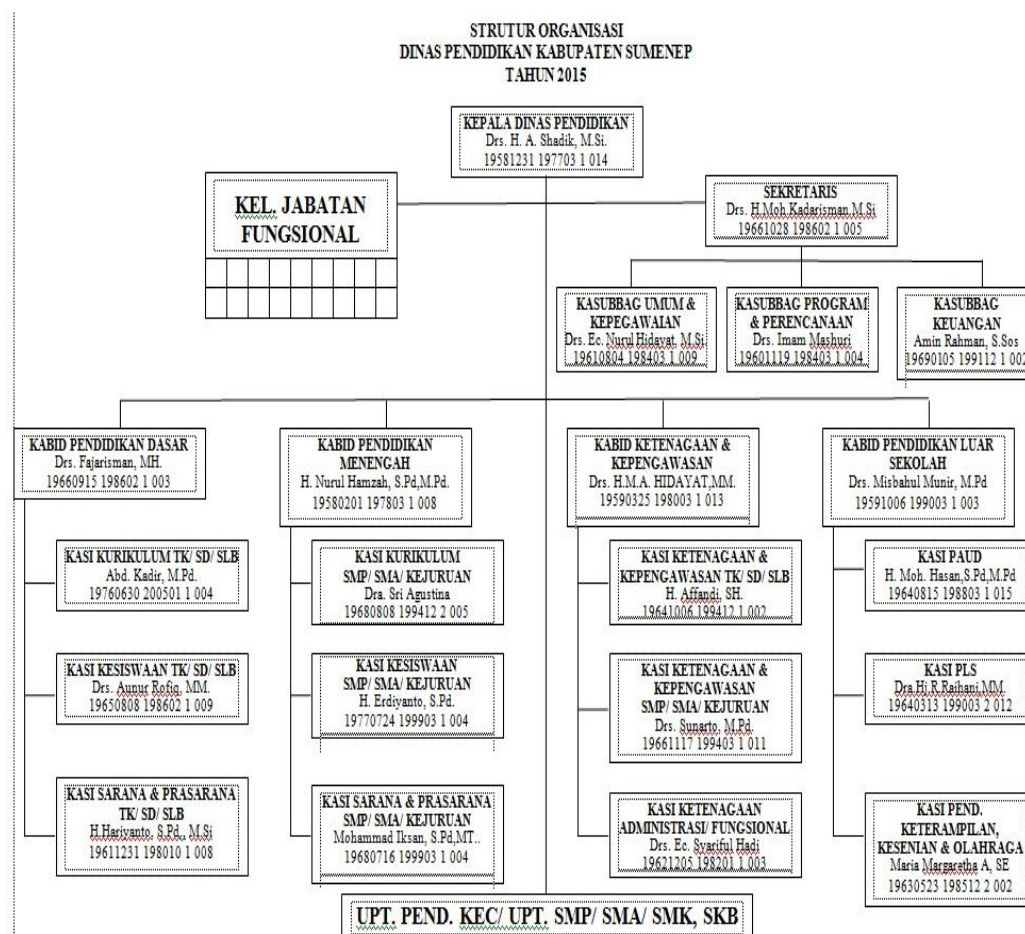 STRUTUR ORGANISASI
DINAS PENDIDIKAN KABUPATEN SUMENEP
TAHUN 2015
KEPALA DINAS PENDIDIKAN
Drs. H. A. Shadik, M.Si.
19581231 197703 1 014
KEL. JABATAN
FUNGSIONAL
SEKRETARIS
Drs. H.Moh.Kadarisman,M.Si
19661028 198602 1 005
KASUBBAG UMUM &
KEPEGAWAIAN
Drs. Ec. Nurul Hidayat, M.Si.
19610804 198403 1 009
KASUBBAG PROGRAM
& PERENCANAAN
Drs. Imam Mashuri
19601119 198403 1 004
KASUBBAG
KEUANGAN
Amin Rahman, S.Sos
19690105 199112 1 002
KABID PENDIDIKAN DASAR
Drs. Fajarisman, MH.
19660915 198602 1 003
KASI KURIKULUM TK/ SD/ SLB
Abd. Kadir, M.Pd.
19760630 200501 1 004
KASI KESISWAAN TK/ SD/ SLB
Drs. Aunur Rofiq, MM.
19650808 198602 1 009
KASI SARANA & PRASARANA
TK/ SD/ SLB
H.Hariyanto, S.Pd., M.Si
19611231 198010 1 008
KABID PENDIDIKAN
MENENGAH
H. Nurul Hamzah, S.Pd,M.Pd.
19580201 197803 1 008
KASI KURIKULUM
SMP/ SMA/ KEJURUAN
Dra. Sri Agustina
19680808 199412 2 005
KASI KESISWAAN
SMP/ SMA/ KEJURUAN
H. Erdiyanto, S.Pd.
19770724 199903 1 004
KASI SARANA & PRASARANA
SMP/ SMA/ KEJURUAN
Mohammad Iksan, S.Pd,MT..
19680716 199903 1 004
KABID KETENAGAAN &
KEPENGAWASAN
Drs. H.M.A. HIDAYAT,MM.
19590325 198003 1 013
KASI KETENAGAAN &
KEPENGAWASAN TK/ SD/ SLB
H. Affandi, SH.
19641006 199412 1 002
KASI KETENAGAAN &
KEPENGAWASAN
SMP/ SMA/ KEJURUAN
Drs. Sunarto, M.Pd.
19661117 199403 1 011
KASI KETENAGAAN
ADMINISTRASI/ FUNGSIONAL
Drs. Ec. Syariful Hadi
19621205 198201 1 003
KABID PENDIDIKAN LUAR
SEKOLAH
Drs. Misbahul Munir, M.Pd
19591006 199003 1 003
KASI PAUD
H. Moh. Hasan,S.Pd,M.Pd
19640815 198803 1 015
KASI PLS
Dra.Hj.R.Raihani,MM.
19640313 199003 2 012
KASI PEND.
KETERAMPILAN,
KESENIAN & OLAHRAGA
Maria Margaretha A, SE
19630523 198512 2 002
UPT. PEND. KEC/ UPT. SMP/ SMA/ SMK, SKB